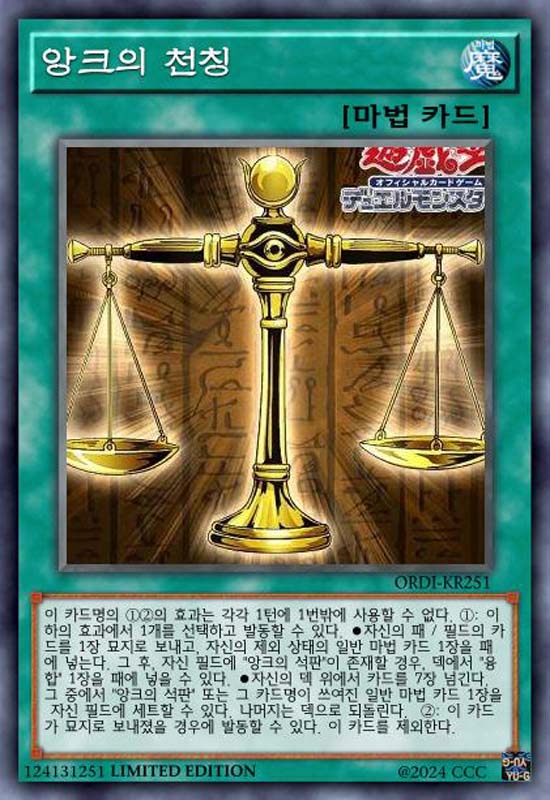 앙크의 천칭
마법
魔
[마법 카드]
遊戯王
オフィシャルカードゲーム
デュエルモンスタ
ORDI-KR251
이 카드명의 ①②의 효과는 각각 1턴에 1번밖에 사용할 수 없다. ①: 이
하의 효과에서 1개를 선택하고 발동할 수 있다. ●자신의 패 / 필드의 카
드를 1장 묘지로 보내고, 자신의 제외 상태의 일반 마법 카드 1장을 패
에 넣는다. 그 후, 자신 필드에 "앙크의 석판"이 존재할 경우, 덱에서 "융
합" 1장을 패에 넣을 수 있다. ●자신의 덱 위에서 카드를 7장 넘긴다.
그 중에서 "앙크의 석판" 또는 그 카드명이 쓰여진 일반 마법 카드 1장을
자신 필드에 세트할 수 있다. 나머지는 덱으로 되돌린다. ②: 이 카드
가 묘지로 보내졌을 경우에 발동할 수 있다. 이 카드를 제외한다.
124131251 LIMITED EDITION
@2024 CCC
YU-G